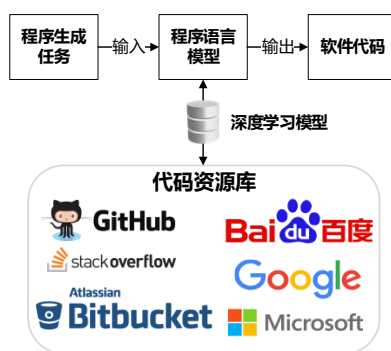 程序生成
任务
输入
程序语言
模型
输出
软件代码
深度学习模型
代码资源库
GitHub
Bai du 百度
stackoverflow
Google
Atlassian
Bitbucket
Microsoft